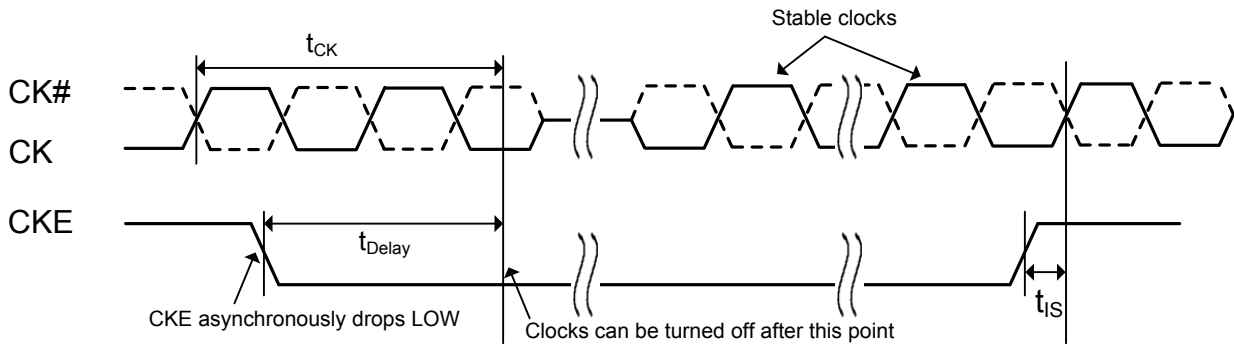 Stable clocks
tCK
CK#
CK
CKE
tDelay
tIS
CKE asynchronously drops LOW
Clocks can be turned off after this point